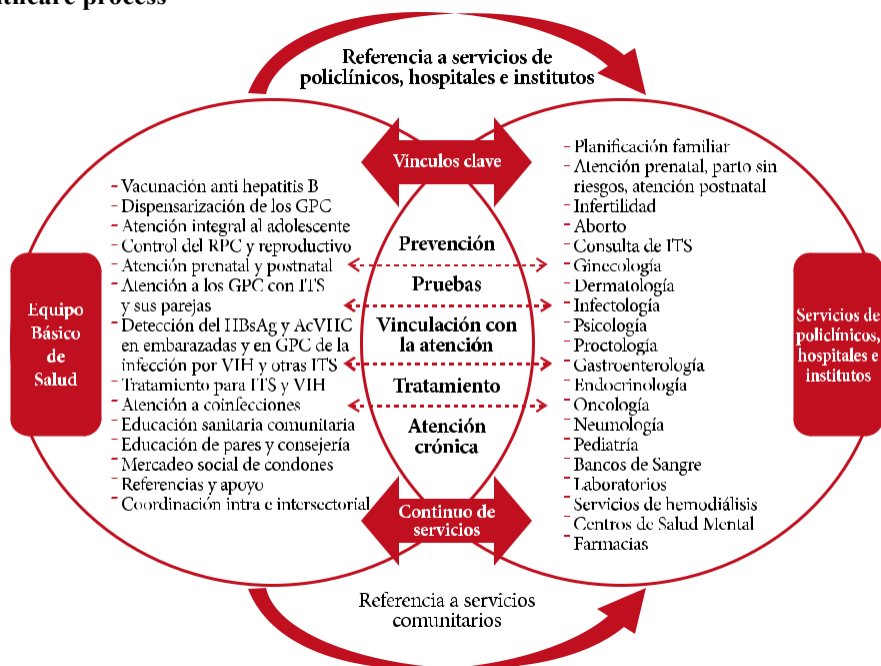 thcare process
Referencia a servicios de
policlínicos, hospitales e institutos
Vínculos clave
- Vacunación anti hepatitis B
- Dispensarización de los GPC
- Atención integral al adolescente
- Control del RPC y reproductivo
- Atención prenatal y postnatal
- Atención a los GPC con ITS
y sus parejas
- Detección del HBsAg y AcVHC
en embarazadas y en GPC de la
infección por VIH y otras ITS
- Tratamiento para ITS y VIH
- Atención a coinfecciones
- Educación sanitaria comunitaria
- Educación de pares y consejería
- Mercadeo social de condones
- Referencias y apoyo
- Coordinación intra e intersectorial
Equipo
Básico
de
Salud
Prevención
Pruebas
Vinculación con
la atención
Tratamiento
Atención
crónica
- Planificación familiar
- Atención prenatal, parto sin
riesgos, atención postnatal
- Infertilidad
- Aborto
- Consulta de ITS
- Ginecología
- Dermatología
- Infectología
- Psicología
- Proctología
- Gastroenterología
- Endocrinología
- Oncología
- Neumología
- Pediatría
- Bancos de Sangre
- Laboratorios
- Servicios de hemodiálisis
- Centros de Salud Mental
- Farmacias
Servicios de
policlínicos,
hospitales e
institutos
Continuo de
servicios
Referencia a servicios
comunitarios